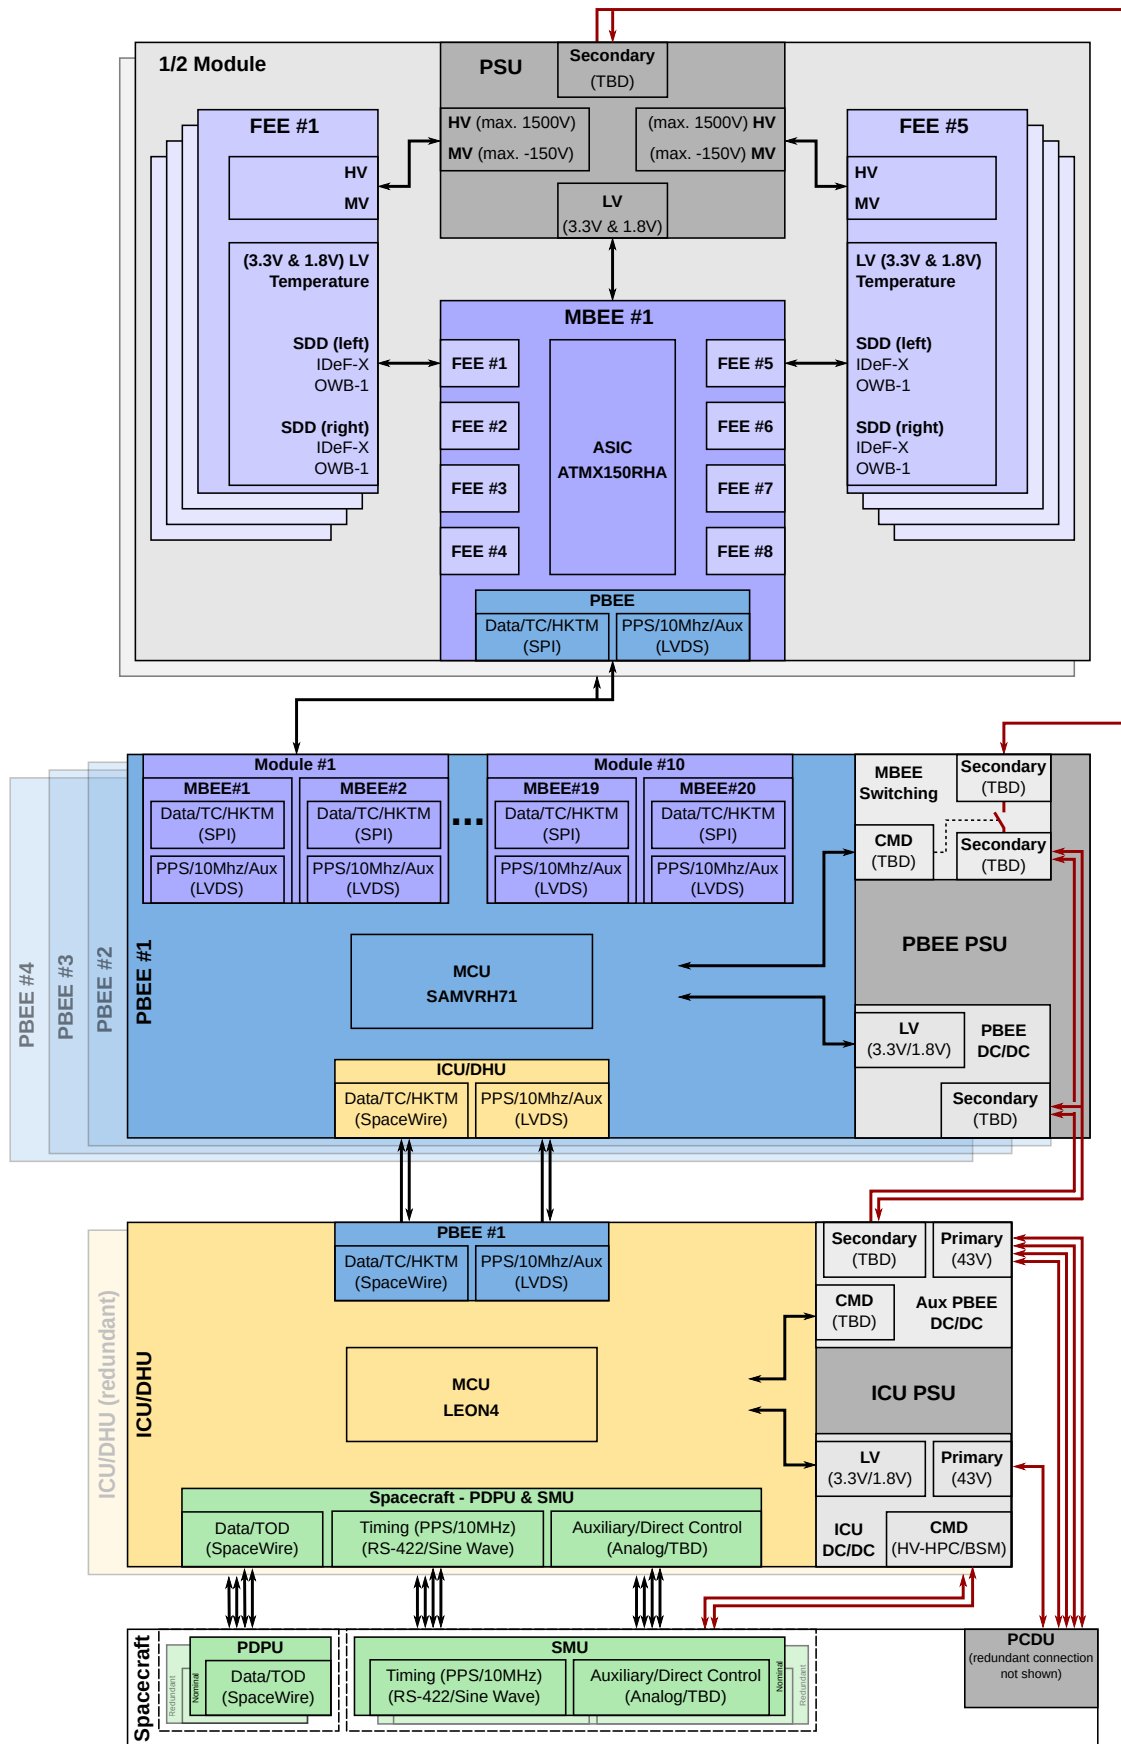 1/2 Module
PSU
Secondary
(TBD)
HV (max. 1500V)
MV (max. -150V)
(max. 1500V) HV
(max. -150V) MV
LV
(3.3V & 1.8V)
FEE #1
HV
MV
(3.3V & 1.8V) LV
Temperature
SDD (left)
IDeF-X
OWB-1
SDD (right)
IDeF-X
OWB-1
FEE #5
HV
MV
LV (3.3V & 1.8V)
Temperature
SDD (left)
IDeF-X
OWB-1
SDD (right)
IDeF-X
OWB-1
MBEE #1
FEE #1
FEE #2
FEE #3
FEE #4
ASIC
ATMX150RHA
FEE #5
FEE #6
FEE #7
FEE #8
PBEE
Data/TC/HKTM
(SPI)
PPS/10Mhz/Aux
(LVDS)
PBEE #4
PBEE #3
PBEE #2
PBEE #1
Module #1
MBEE#1
Data/TC/HKTM
(SPI)
PPS/10Mhz/Aux
(LVDS)
MBEE#2
Data/TC/HKTM
(SPI)
PPS/10Mhz/Aux
(LVDS)
...
Module #10
MBEE#19
Data/TC/HKTM
(SPI)
PPS/10Mhz/Aux
(LVDS)
MBEE#20
Data/TC/HKTM
(SPI)
PPS/10Mhz/Aux
(LVDS)
MBEE
Switching
Secondary
(TBD)
CMD
(TBD)
Secondary
(TBD)
PBEE PSU
MCU
SAMVRH71
LV
(3.3V/1.8V)
PBEE
DC/DC
Secondary
(TBD)
ICU/DHU
Data/TC/HKTM
(SpaceWire)
PPS/10Mhz/Aux
(LVDS)
ICU/DHU (redundant)
ICU/DHU
PBEE #1
Data/TC/HKTM
(SpaceWire)
PPS/10Mhz/Aux
(LVDS)
Secondary
(TBD)
Primary
(43V)
CMD
(TBD)
Aux PBEE
DC/DC
MCU
LEON4
ICU PSU
LV
(3.3V/1.8V)
Primary
(43V)
ICU
DC/DC
CMD
(HV-HPC/BSM)
Spacecraft - PDPU & SMU
Data/TOD
(SpaceWire)
Timing (PPS/10MHz)
(RS-422/Sine Wave)
Auxiliary/Direct Control
(Analog/TBD)
Spacecraft
Redundant
Nominal
PDPU
Data/TOD
(SpaceWire)
SMU
Timing (PPS/10MHz)
(RS-422/Sine Wave)
Auxiliary/Direct Control
(Analog/TBD)
Nominal
Redundant
PCDU
(redundant connection
not shown)